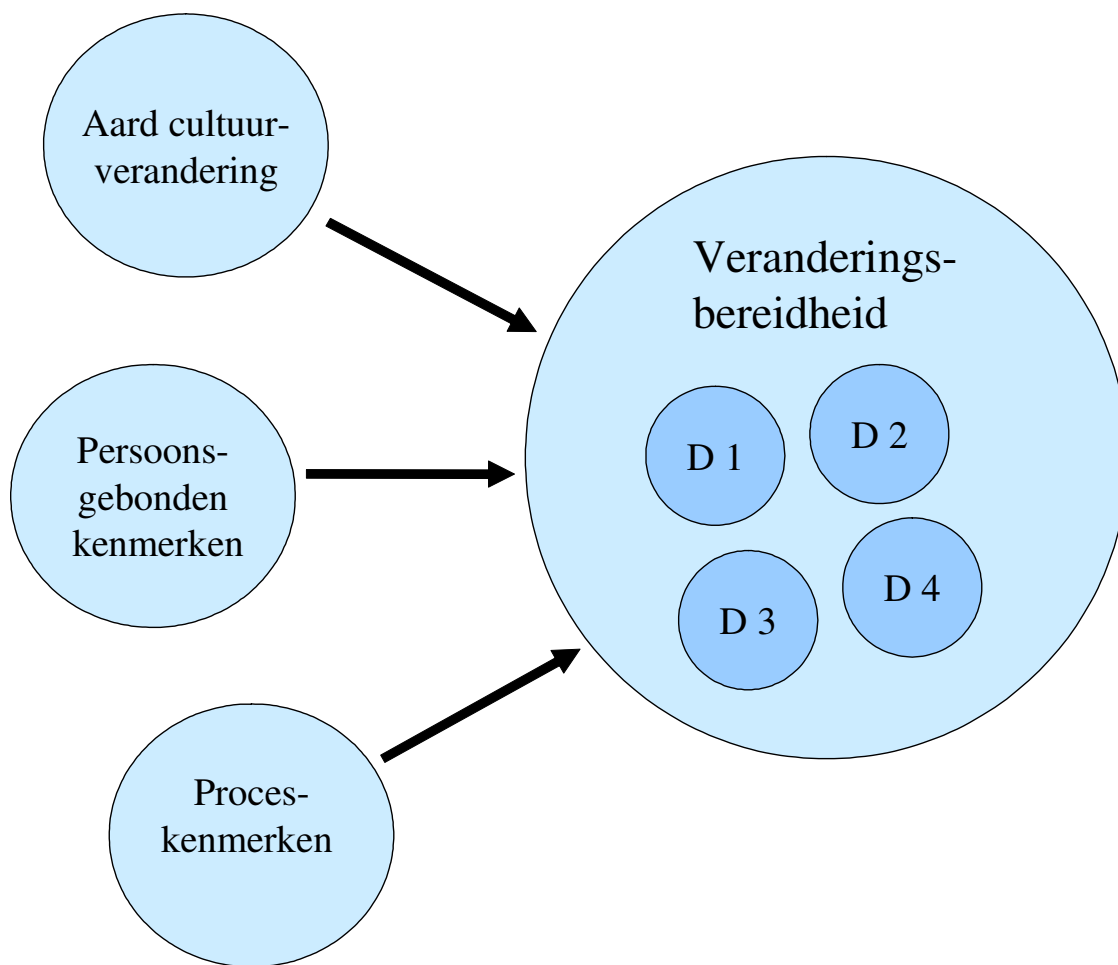 Aard cultuur-
verandering
Veranderings-
bereidheid
D 1
D 2
Persoons-
gebonden
kenmerken
D 3
D 4
Proces-
kenmerken